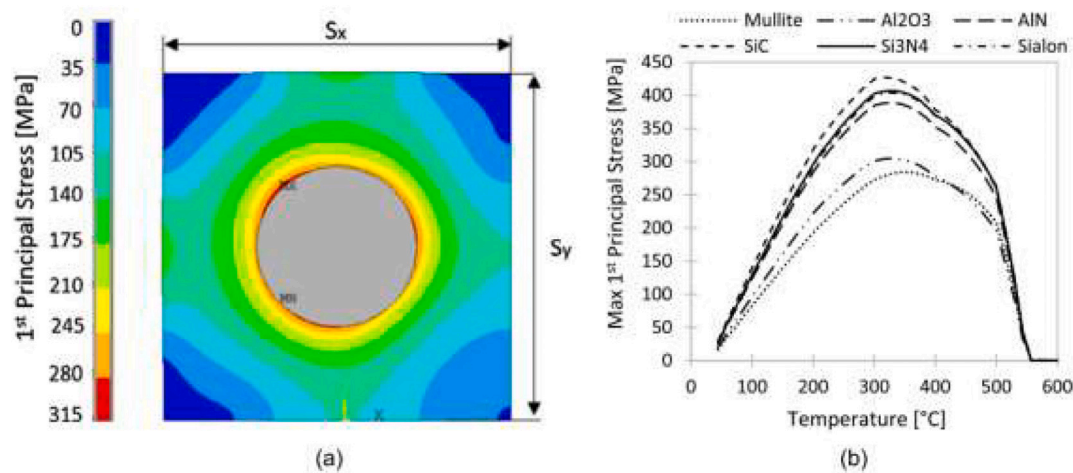 0
35
70
105
140
175
210
245
280
315
1st Principal Stress [MPa]
Sx
Sy
MX
MN
X
(a)
Mullite Al2O3 AlN
SiC Si3N4 Sialon
450
400
350
300
250
200
150
100
50
0
Max 1st Principal Stress [MPa]
0 100 200 300 400 500 600
Temperature [°C]
(b)